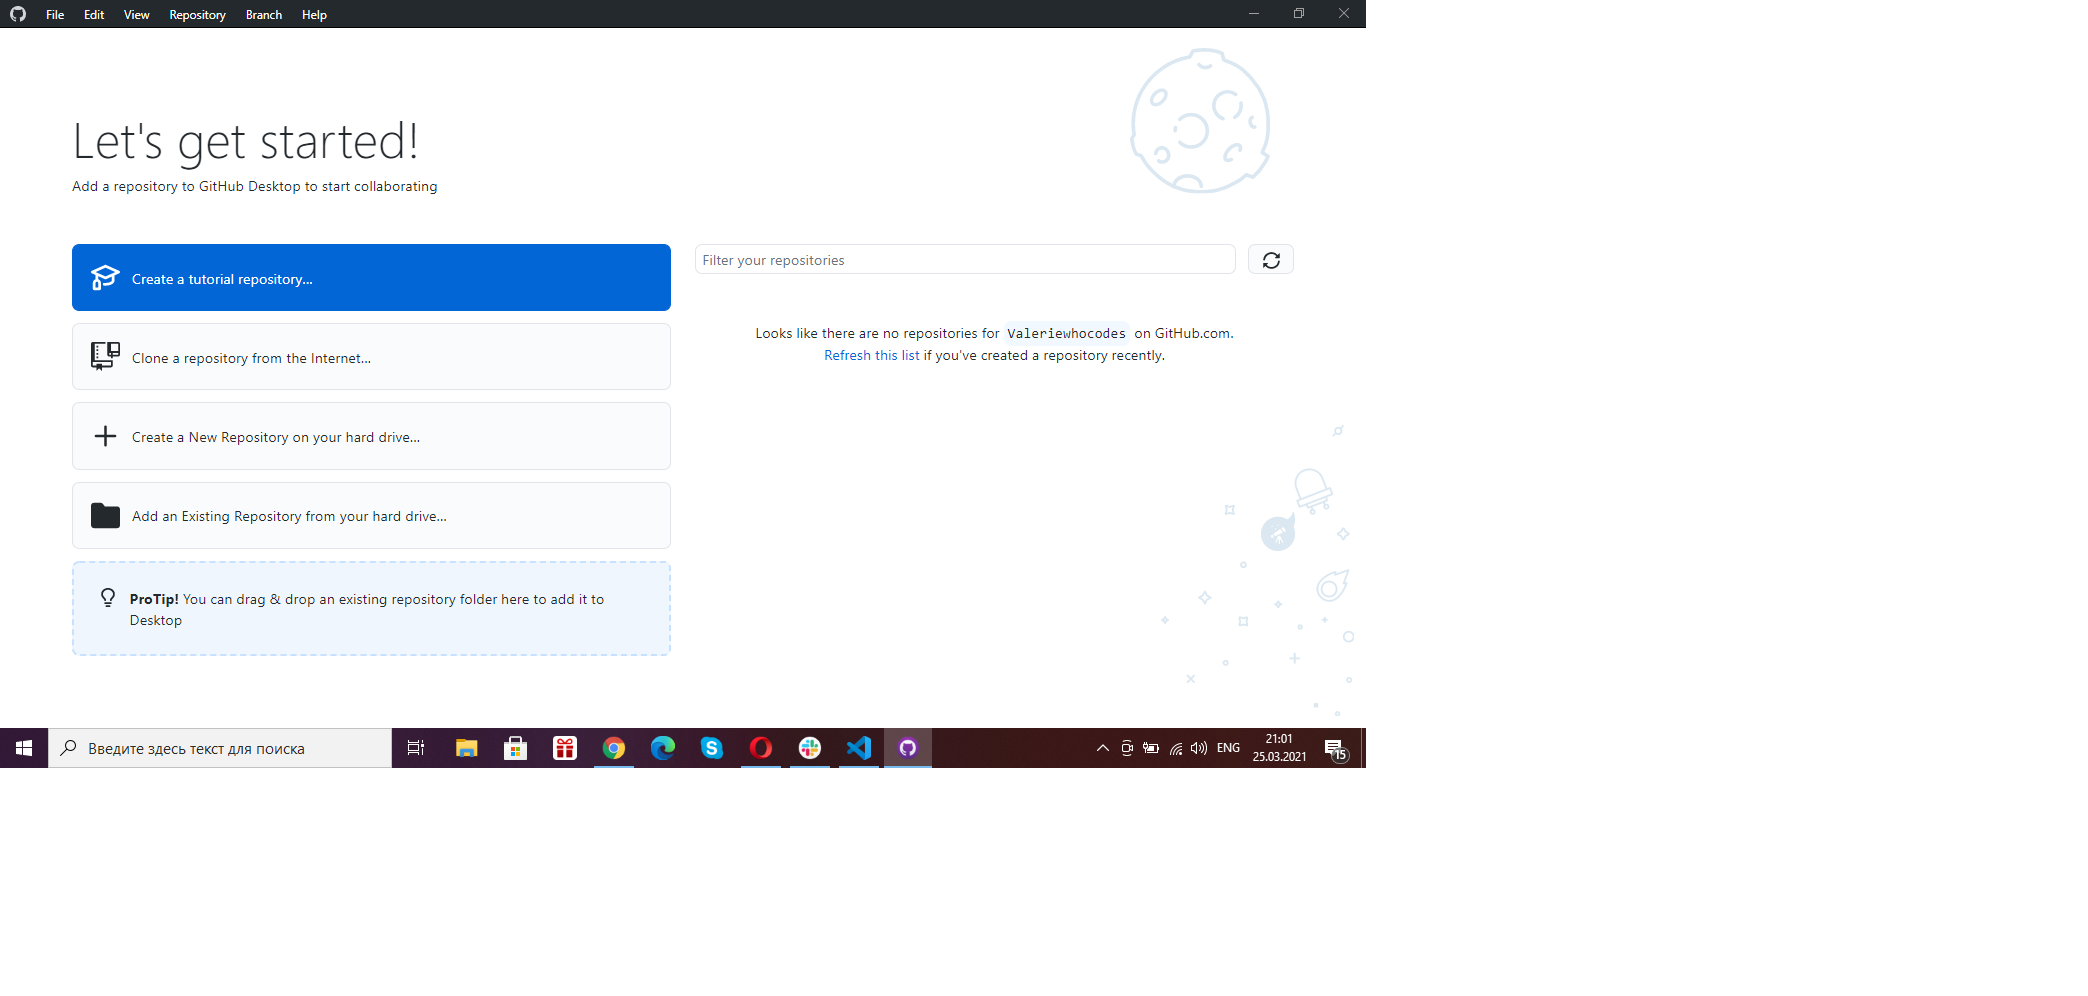 File Edit View Repository Branch Help
Let's get started!
Add a repository to GitHub Desktop to start collaborating
Create a tutorial repository...
Clone a repository from the Internet...
Create a New Repository on your hard drive...
Add an Existing Repository from your hard drive...
ProTip! You can drag & drop an existing repository folder here to add it to
Desktop
Filter your repositories
Looks like there are no repositories for Valeriewhocodes on GitHub.com.
Refresh this list if you've created a repository recently.
Введите здесь текст для поиска
ENG
21:01
25.03.2021
15